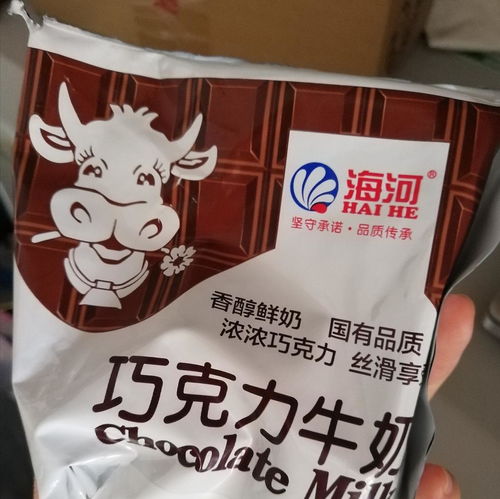 海河®
HAI HE
坚守承诺·品质传承
香醇鲜奶 国有品质
浓浓巧克力 丝滑享
巧克力牛奶
Chocolate Milk